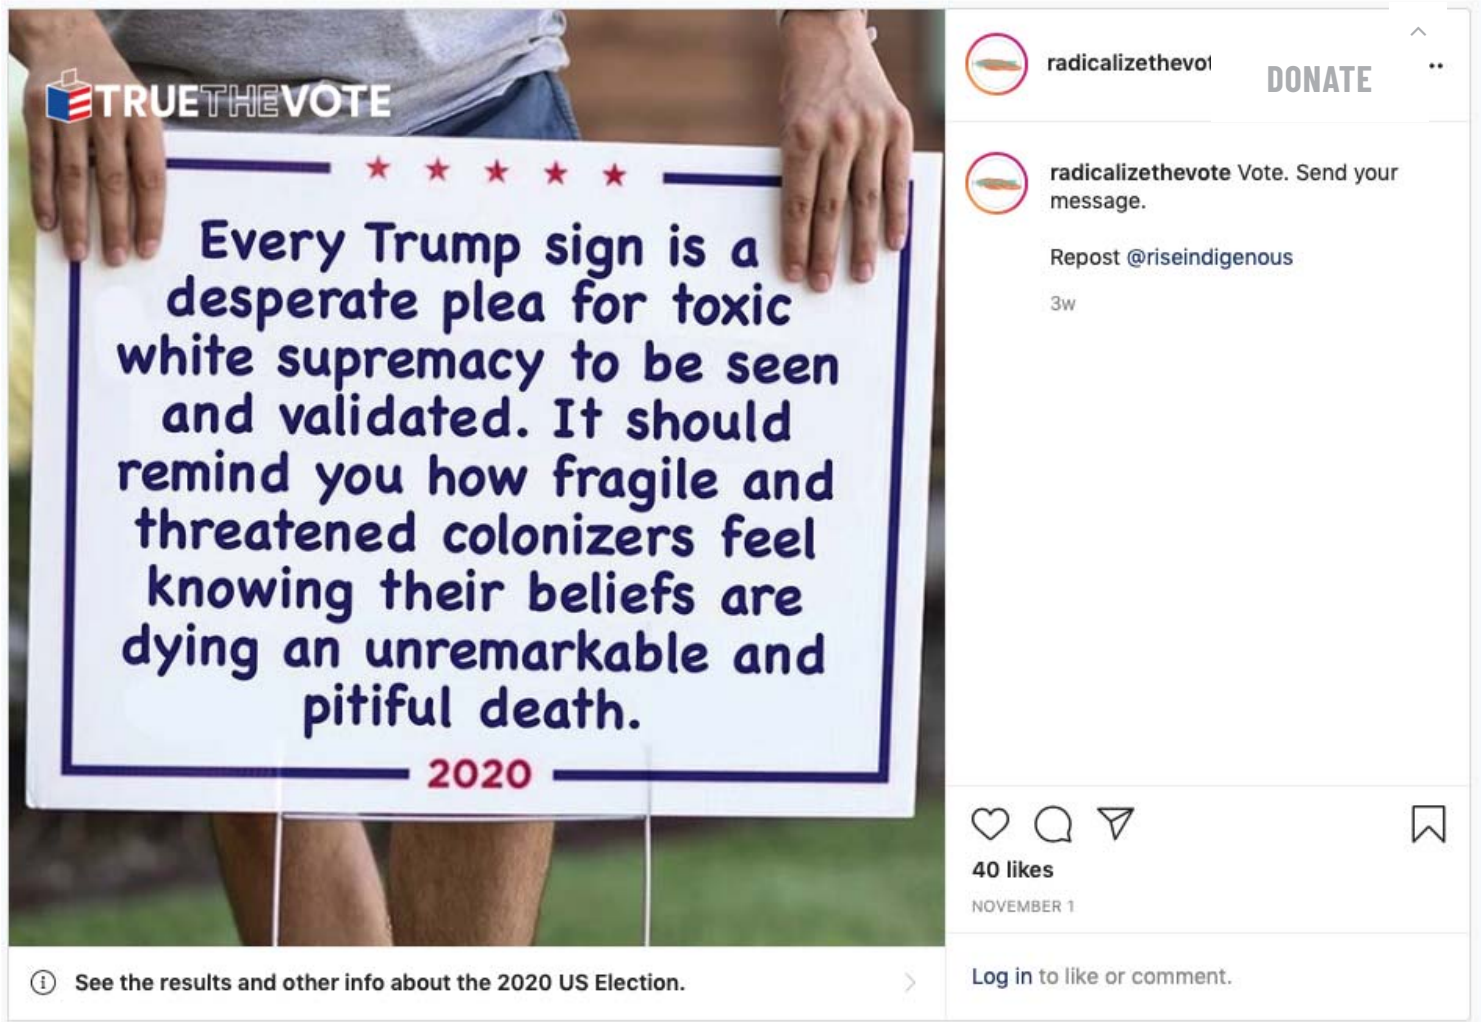 TRUETHEVOTE
Every Trump sign is a
desperate plea for toxic
white supremacy to be seen
and validated. It should
remind you how fragile and
threatened colonizers feel
knowing their beliefs are
dying an unremarkable and
pitiful death.
2020
See the results and other info about the 2020 US Election.
radicalizethevot
DONATE
radicalizethevote Vote. Send your
message.
Repost @riseindigenous
3w
40 likes
NOVEMBER 1
Log in to like or comment.